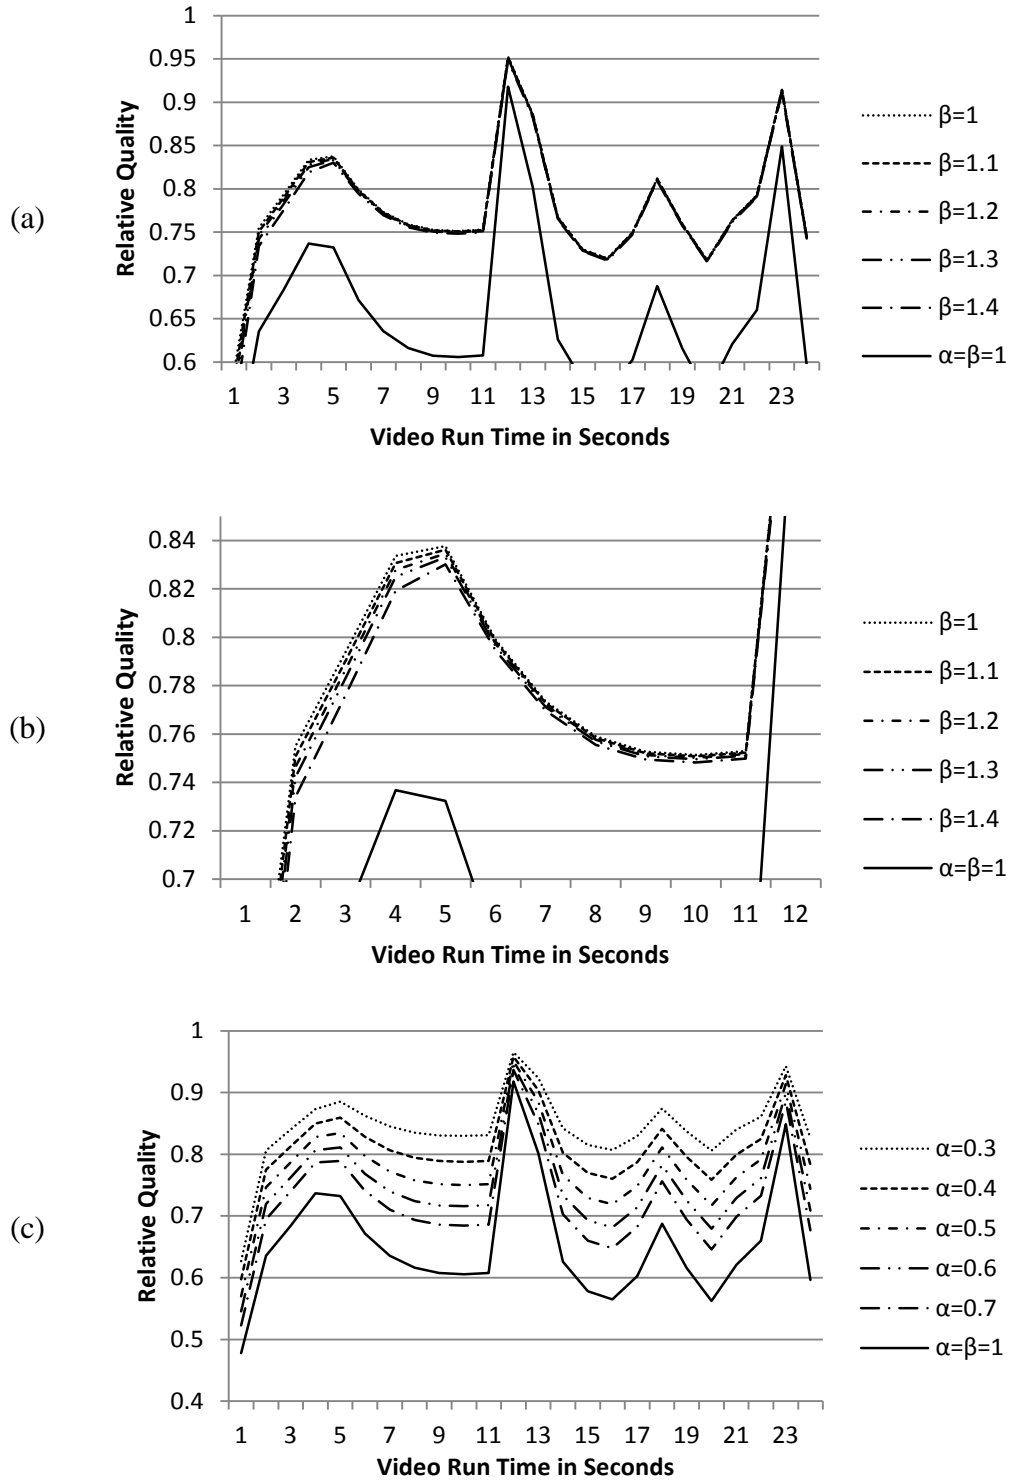 (a)
Relative Quality
1
0.95
0.9
0.85
0.8
0.75
0.7
0.65
0.6
1 3 5 7 9 11 13 15 17 19 21 23
Video Run Time in Seconds
β=1
β=1.1
β=1.2
β=1.3
β=1.4
α=β=1
(b)
Relative Quality
0.84
0.82
0.8
0.78
0.76
0.74
0.72
0.7
1 2 3 4 5 6 7 8 9 10 11 12
Video Run Time in Seconds
β=1
β=1.1
β=1.2
β=1.3
β=1.4
α=β=1
(c)
Relative Quality
1
0.9
0.8
0.7
0.6
0.5
0.4
1 3 5 7 9 11 13 15 17 19 21 23
Video Run Time in Seconds
α=0.3
α=0.4
α=0.5
α=0.6
α=0.7
α=β=1